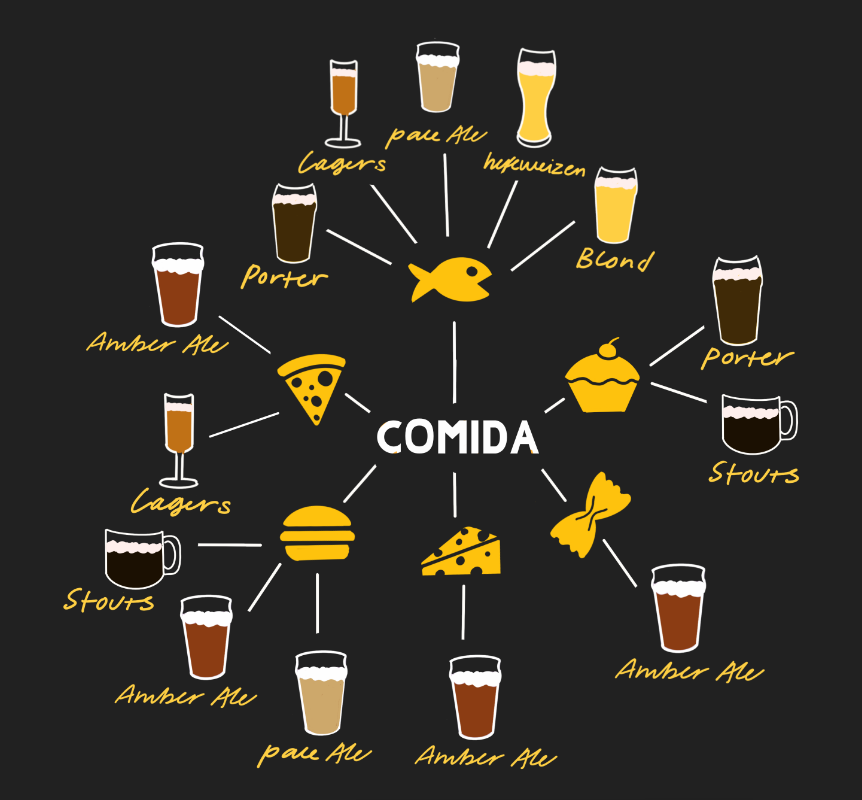 pale Ale
Lagers
hefeweizen
Porter
Blond
Amber Ale
Porter
COMIDA
Stouts
Lagers
Stouts
Amber Ale
Amber Ale
pale Ale
Amber Ale